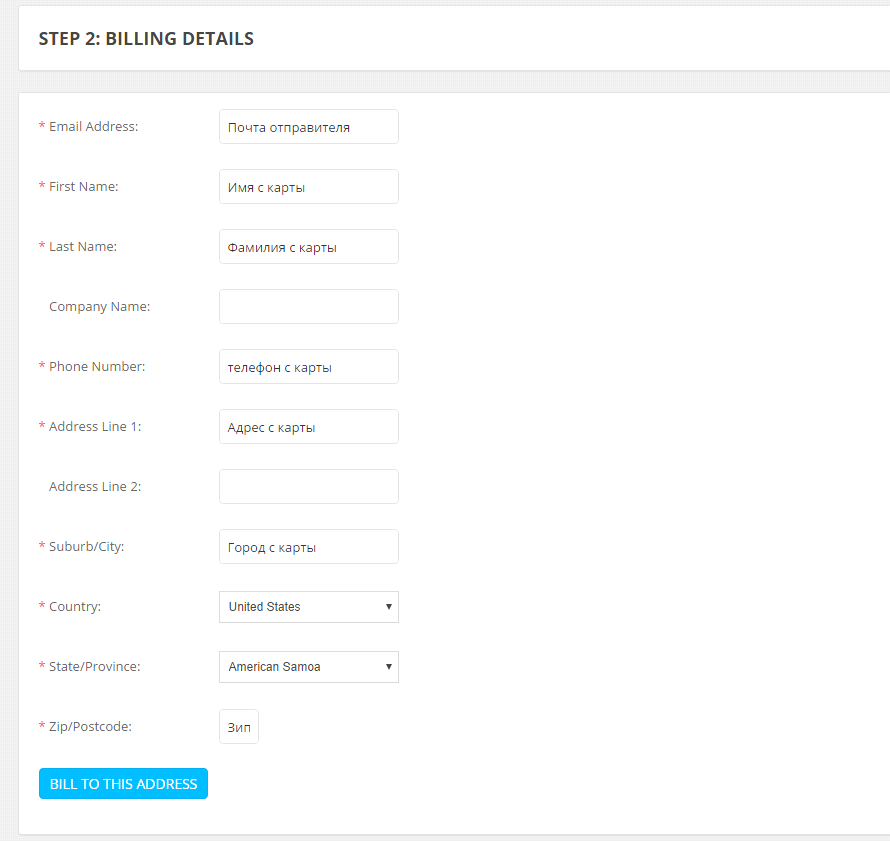 STEP 2: BILLING DETAILS
* Email Address: Почта отправителя
* First Name: Имя с карты
* Last Name: Фамилия с карты
Company Name:
* Phone Number: телефон с карты
* Address Line 1: Адрес с карты
Address Line 2:
* Suburb/City: Город с карты
* Country: United States
* State/Province: American Samoa
* Zip/Postcode: Зип
BILL TO THIS ADDRESS